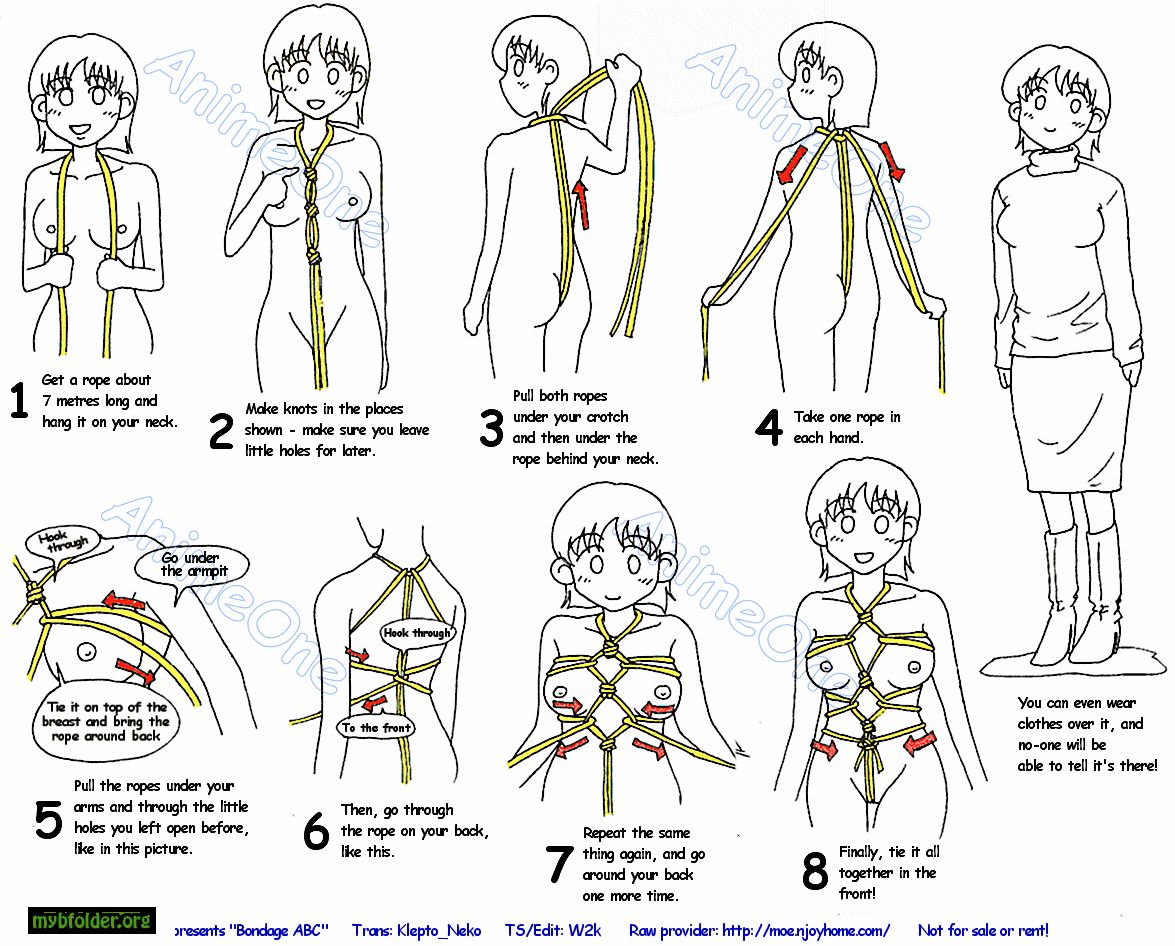 AnimeOne
AnimeOne
1
Get a rope about
7 metres long and
hang it on your neck.
2
Make knots in the places
shown - make sure you leave
little holes for later.
3
Pull both ropes
under your crotch
and then under the
rope behind your neck.
4
Take one rope in
each hand.
AnimeOne
AnimeOne
Hook
through
Go under
the armpit
Tie it on top of the
breast and bring the
rope around back
5
Pull the ropes under your
arms and through the little
holes you left open before,
like in this picture.
Hook through
To the front
6
Then, go through
the rope on your back,
like this.
7
Repeat the same
thing again, and go
around your back
one more time.
8
Finally, tie it all
together in the
front!
You can even wear
clothes over it, and
no-one will be
able to tell it's there!
mybfolder.org
presents "Bondage ABC" Trans: Klepto_Neko TS/Edit: W2k Raw provider: http://moe.njoyhome.com/ Not for sale or rent!